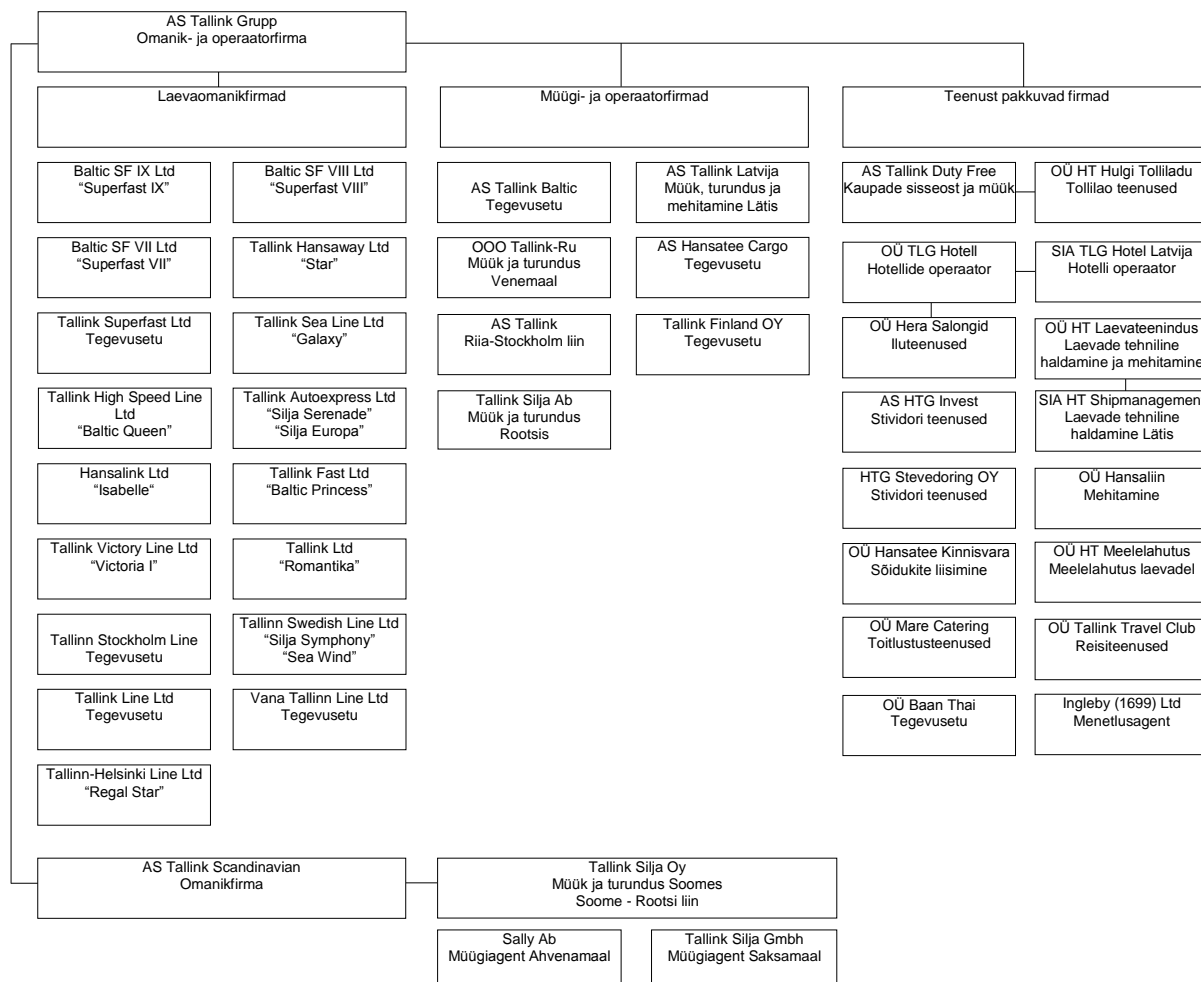 AS Tallink Grupp
Omanik- ja operaatorfirma
Laevaomanikfirmad
Müügi- ja operaatorfirmad
Teenust pakkuvad firmad
Baltic SF IX Ltd
“Superfast IX”
Baltic SF VIII Ltd
“Superfast VIII”
AS Tallink Baltic
Tegevusetu
AS Tallink Latvija
Müük, turundus ja
mehitamine Lätis
AS Tallink Duty Free
Kaupade sisseost ja müük
OÜ HT Hulgi Tolliladu
Tollilao teenused
Baltic SF VII Ltd
“Superfast VII”
Tallink Hansaway Ltd
“Star”
OOO Tallink-Ru
Müük ja turundus
Venemaal
AS Hansatee Cargo
Tegevusetu
OÜ TLG Hotell
Hotellide operaator
SIA TLG Hotel Latvija
Hotelli operaator
Tallink Superfast Ltd
Tegevusetu
Tallink Sea Line Ltd
“Galaxy”
AS Tallink
Riia-Stockholm liin
Tallink Finland OY
Tegevusetu
OÜ Hera Salongid
Iluteenused
OÜ HT Laevateenindus
Laevade tehniline
haldamine ja mehitamine
Tallink High Speed Line
Ltd
“Baltic Queen”
Tallink Autoexpress Ltd
“Silja Serenade”
“Silja Europa”
Tallink Silja Ab
Müük ja turundus
Rootsis
AS HTG Invest
Stividori teenused
SIA HT Shipmanagement
Laevade tehniline
haldamine Lätis
Hansalink Ltd
“Isabelle“
Tallink Fast Ltd
“Baltic Princess”
HTG Stevedoring OY
Stividori teenused
OÜ Hansaliin
Mehitamine
Tallink Victory Line Ltd
“Victoria I”
Tallink Ltd
“Romantika”
OÜ Hansatee Kinnisvara
Sõidukite liisimine
OÜ HT Meelelahutus
Meelelahutus laevadel
Tallinn Stockholm Line
Tegevusetu
Tallinn Swedish Line Ltd
“Silja Symphony”
“Sea Wind”
OÜ Mare Catering
Toitlustusteenused
OÜ Tallink Travel Club
Reisiteenused
Tallink Line Ltd
Tegevusetu
Vana Tallinn Line Ltd
Tegevusetu
OÜ Baan Thai
Tegevusetu
Ingleby (1699) Ltd
Menetlusagent
Tallinn-Helsinki Line Ltd
“Regal Star”
AS Tallink Scandinavian
Omanikfirma
Tallink Silja Oy
Müük ja turundus Soomes
Soome - Rootsi liin
Sally Ab
Müügiagent Ahvenamaal
Tallink Silja Gmbh
Müügiagent Saksamaal